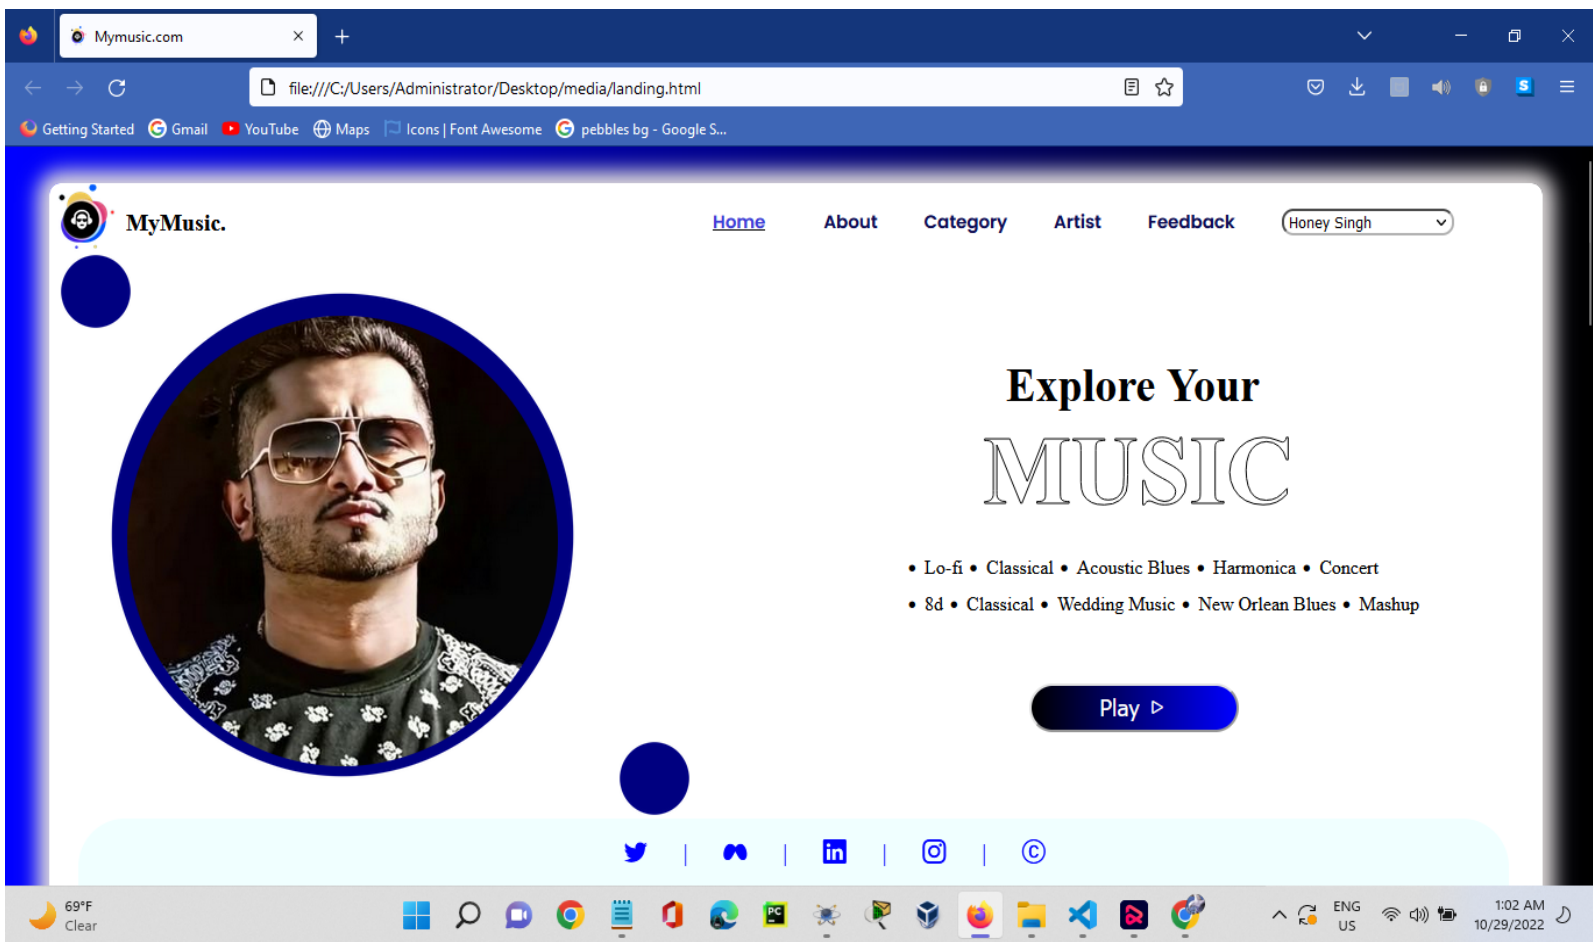 Mymusic.com
file:///C:/Users/Administrator/Desktop/media/landing.html
Getting Started Gmail YouTube Maps Icons | Font Awesome pebbles bg - Google S...
MyMusic. Home About Category Artist Feedback Honey Singh
Explore Your
MUSIC
• Lo-fi • Classical • Acoustic Blues • Harmonica • Concert
• 8d • Classical • Wedding Music • New Orlean Blues • Mashup
Play
69°F
Clear
ENG
US
1:02 AM
10/29/2022